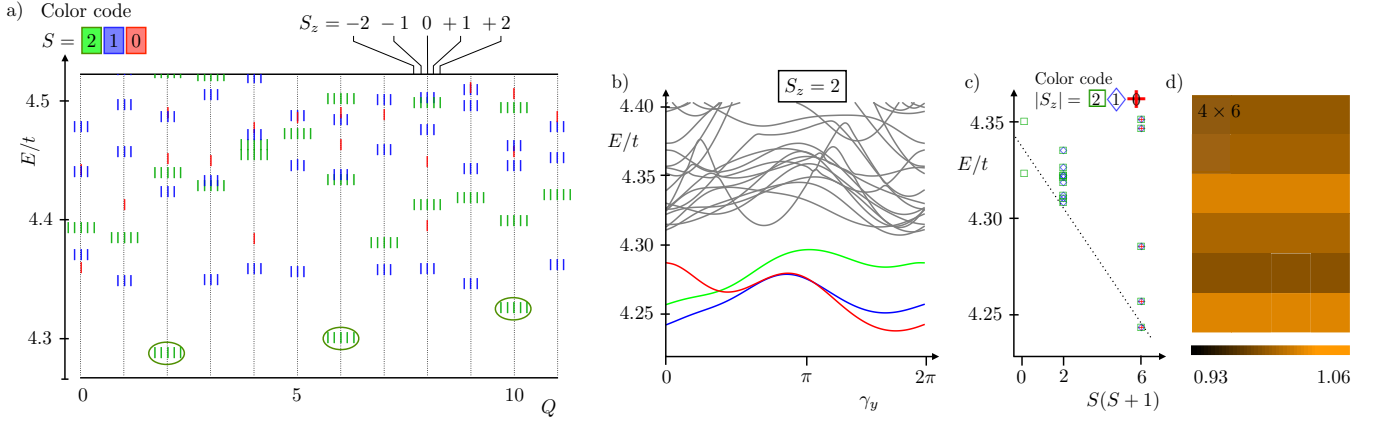 a) Color code
S = 2 1 0
S_z = −2 − 1 0 + 1 + 2
E/t
4.5
4.4
4.3
0 5 10
Q
b)
S_z = 2
E/t
4.40
4.35
4.30
4.25
0 π 2π
γ_y
c)
Color code
|S_z| = 2 1 0
E/t
4.35
4.30
4.25
0 2 6
S(S + 1)
d)
4 × 6
0.93 1.06